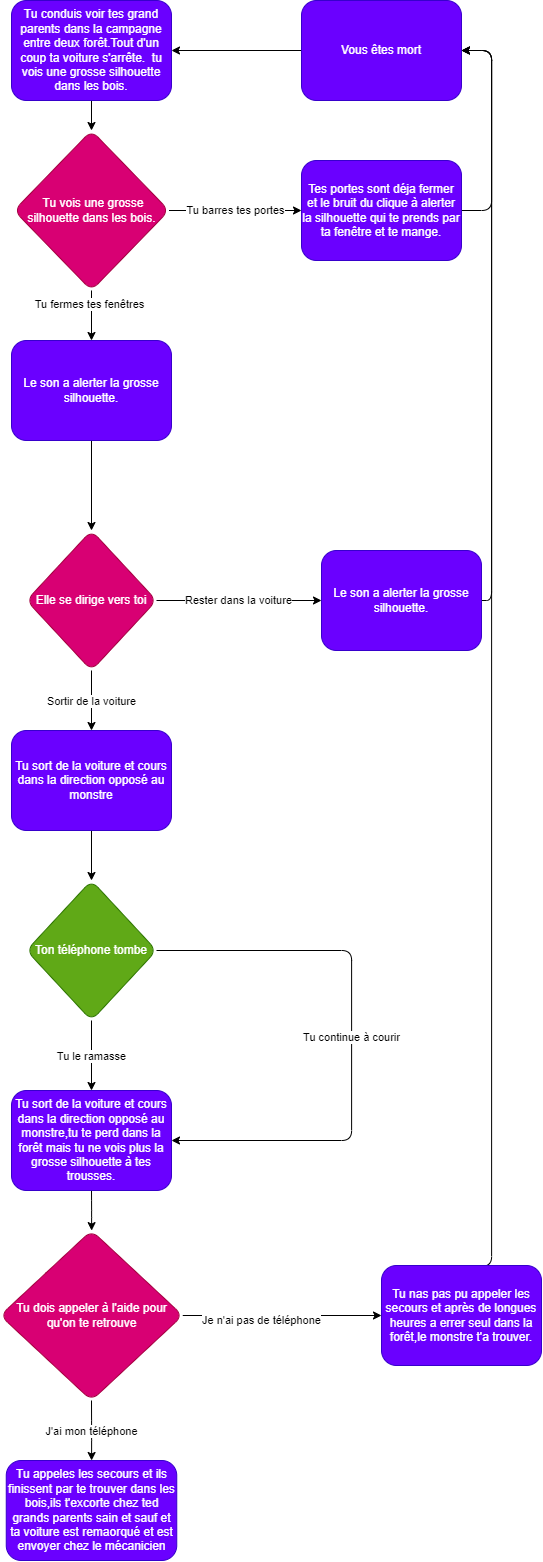 Tu conduis voir tes grand
parents dans la campagne
entre deux forêt.Tout d'un
coup ta voiture s'arrête.  tu
vois une grosse silhouette
dans les bois.
Vous êtes mort
Tu vois une grosse
silhouette dans les bois.
Tu barres tes portes
Tes portes sont déja fermer
et le bruit du clique à alerter
la silhouette qui te prends par
ta fenêtre et te mange.
Tu fermes tes fenêtres
Le son a alerter la grosse
silhouette.
Elle se dirige vers toi
Rester dans la voiture
Le son a alerter la grosse
silhouette.
Sortir de la voiture
Tu sort de la voiture et cours
dans la direction opposé au
monstre
Ton téléphone tombe
Tu continue à courir
Tu le ramasse
Tu sort de la voiture et cours
dans la direction opposé au
monstre,tu te perd dans la
forêt mais tu ne vois plus la
grosse silhouette à tes
trousses.
Tu dois appeler à l'aide pour
qu'on te retrouve
Je n'ai pas de téléphone
Tu nas pas pu appeler les
secours et après de longues
heures a errer seul dans la
forêt,le monstre t'a trouver.
J'ai mon téléphone
Tu appeles les secours et ils
finissent par te trouver dans les
bois,ils t'excorte chez ted
grands parents sain et sauf et
ta voiture est remaorqué et est
envoyer chez le mécanicien